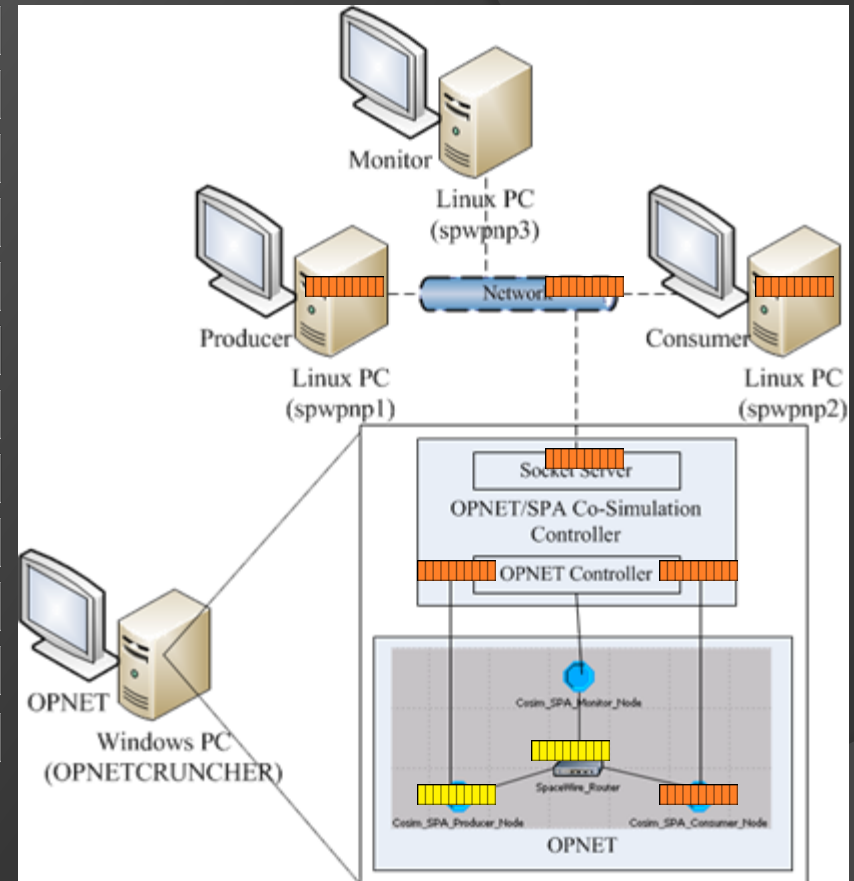 Monitor
Linux PC
(spwpnp3)
Network
Producer
Consumer
Linux PC
(spwpnp1)
Linux PC
(spwpnp2)
Socket Server
OPNET/SPA Co-Simulation
Controller
OPNET Controller
OPNET
Windows PC
(OPNETCRUNCHER)
Cosim_SPA_Monitor_Node
SpaceWire_Router
Cosim_SPA_Producer_Node
Cosim_SPA_Consumer_Node
OPNET